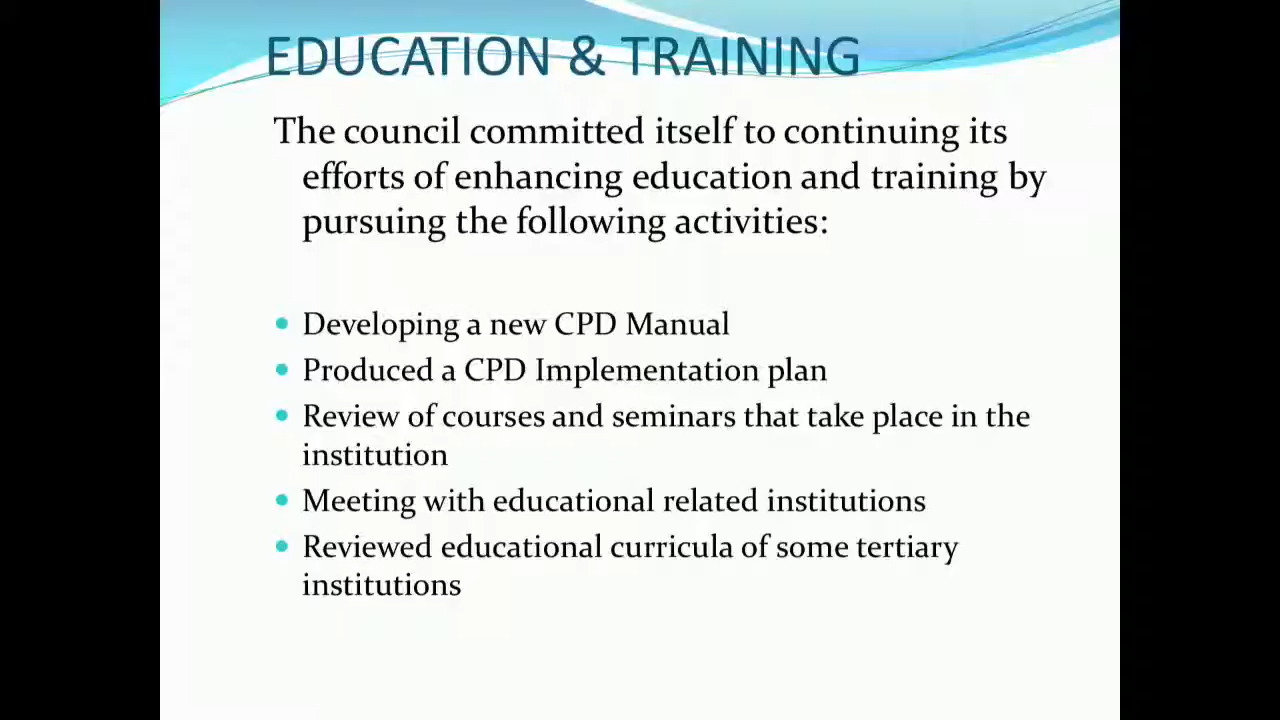 EDUCATION & TRAINING
The council committed itself to continuing its
efforts of enhancing education and training by
pursuing the following activities:
• Developing a new CPD Manual
• Produced a CPD Implementation plan
• Review of courses and seminars that take place in the
institution
• Meeting with educational related institutions
• Reviewed educational curricula of some tertiary
institutions